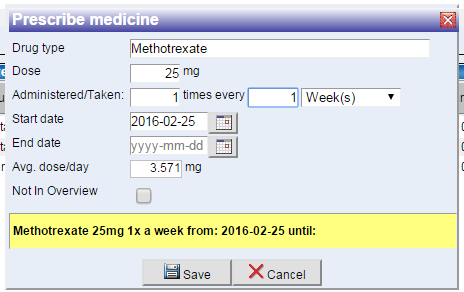 Prescribe medicine
Drug type Methotrexate
Dose 25 mg
Administered/Taken: 1 times every 1 Week(s)
Start date 2016-02-25
End date yyyy-mm-dd
Avg. dose/day 3.571 mg
Not In Overview
Methotrexate 25mg 1x a week from: 2016-02-25 until:
Save Cancel